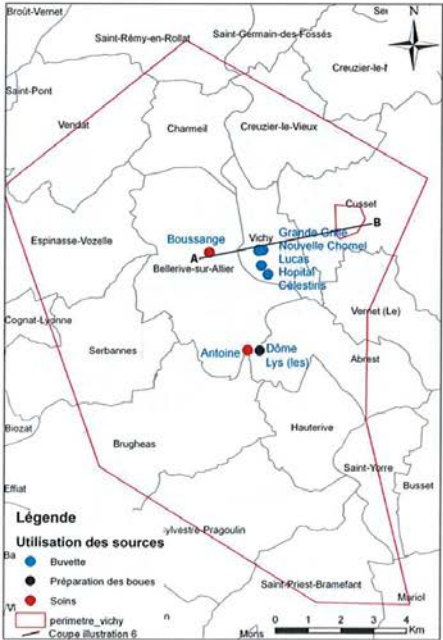 Broût-Vernet
Saint-Rémy-en-Rollat
Saint-Germain-des-Fossés
Creuzier-le-
N
Saint-Pont
Vendat
Charmeil
Creuzier-le-Vieux
Cusset
B
Espinasse-Vozelle
Boussange
Vichy
Grande Grille
Nouvelle Chomel
A
Bellerive-sur-Allier
Lucas
Hopital
Célestins
Cognat-Lyonne
Vernet (Le)
Serbannes
Antoine
Dôme
Lys (les)
Abrest
Biozat
Hauterive
Brugheas
Effiat
Saint-Yorre
Busset
Légende
Utilisation des sources
Buvette
Préparation des boues
Soins
perimetre_vichy
Coupe illustration 6
ylvestre-Pragoulin
Saint-Priest-Bramefant
Mariol
0 1 2 3 4
Km